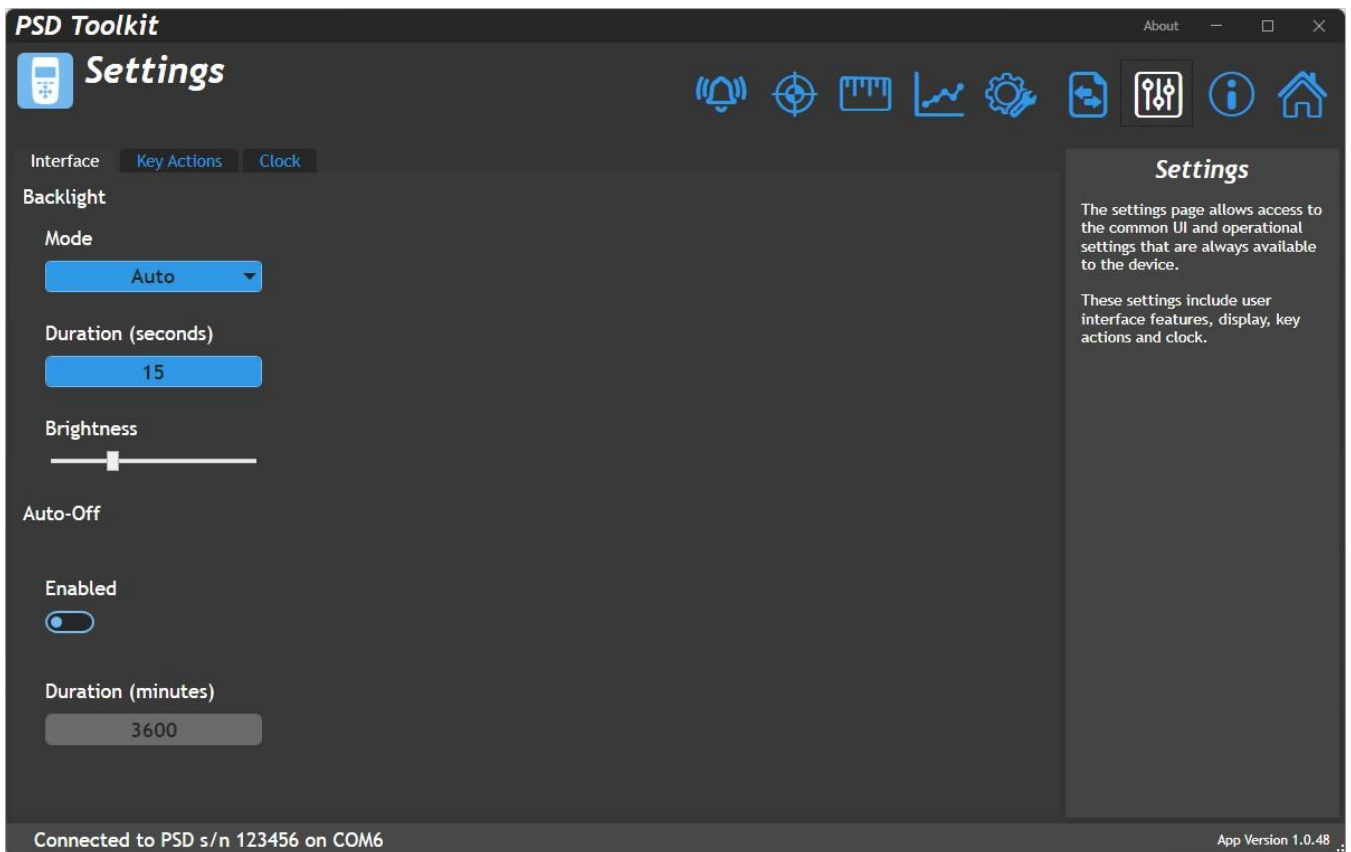 PSD Toolkit
About
Settings
Interface
Key Actions
Clock
Backlight
Mode
Auto
Duration (seconds)
15
Brightness
Auto-Off
Enabled
Duration (minutes)
3600
Settings
The settings page allows access to
the common UI and operational
settings that are always available
to the device.
These settings include user
interface features, display, key
actions and clock.
Connected to PSD s/n 123456 on COM6
App Version 1.0.48